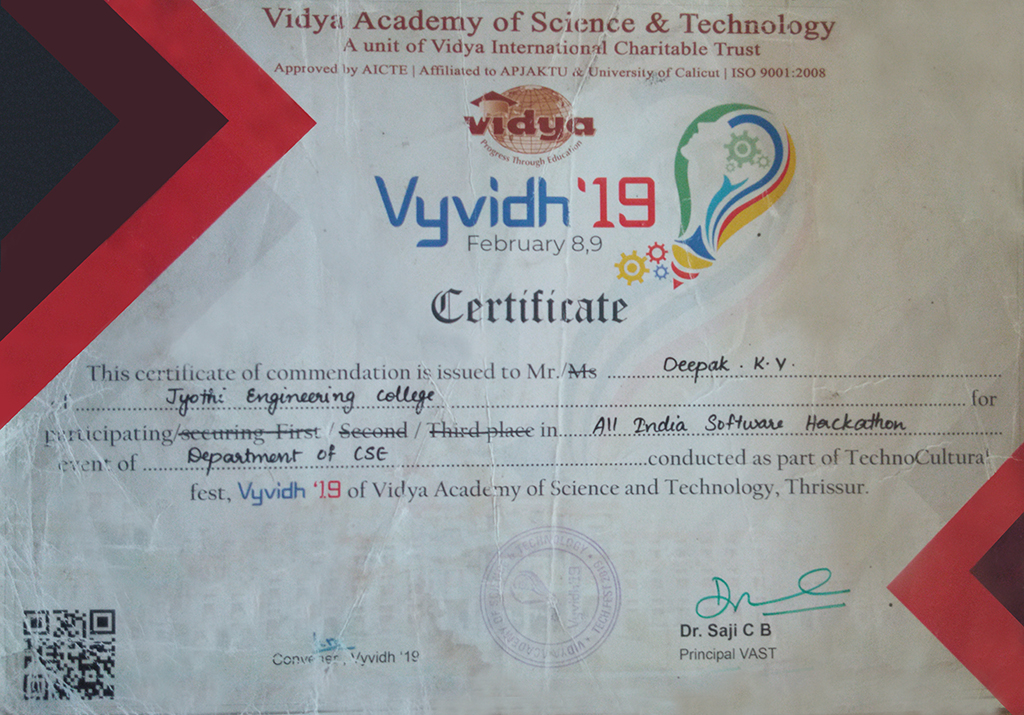 Vidya Academy of Science & Technology
A unit of Vidya International Charitable Trust
Approved by AICTE | Affiliated to APJAKTU & University of Calicut | ISO 9001:2008
vidya
Progress Through Education
Vyvidh '19
February 8,9
Certificate
This certificate of commendation is issued to Mr./Ms Deepak . K. V.
of Jyothi Engineering College for
participating/securing First / Second / Third place in All India Software Hackathon
event of Department of CSE conducted as part of TechnoCultural
fest, Vyvidh '19 of Vidya Academy of Science and Technology, Thrissur.
Vyvidh19
Dr. Saji C B
Convener, Vyvidh '19
Principal VAST